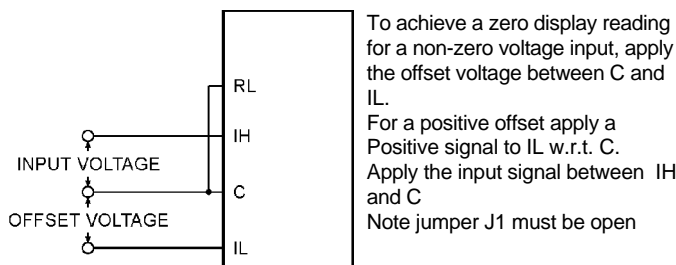 RL
IH
INPUT VOLTAGE
C
OFFSET VOLTAGE
IL
To achieve a zero display reading
for a non-zero voltage input, apply
the offset voltage between C and
IL.
For a positive offset apply a
Positive signal to IL w.r.t. C.
Apply the input signal between IH
and C
Note jumper J1 must be open